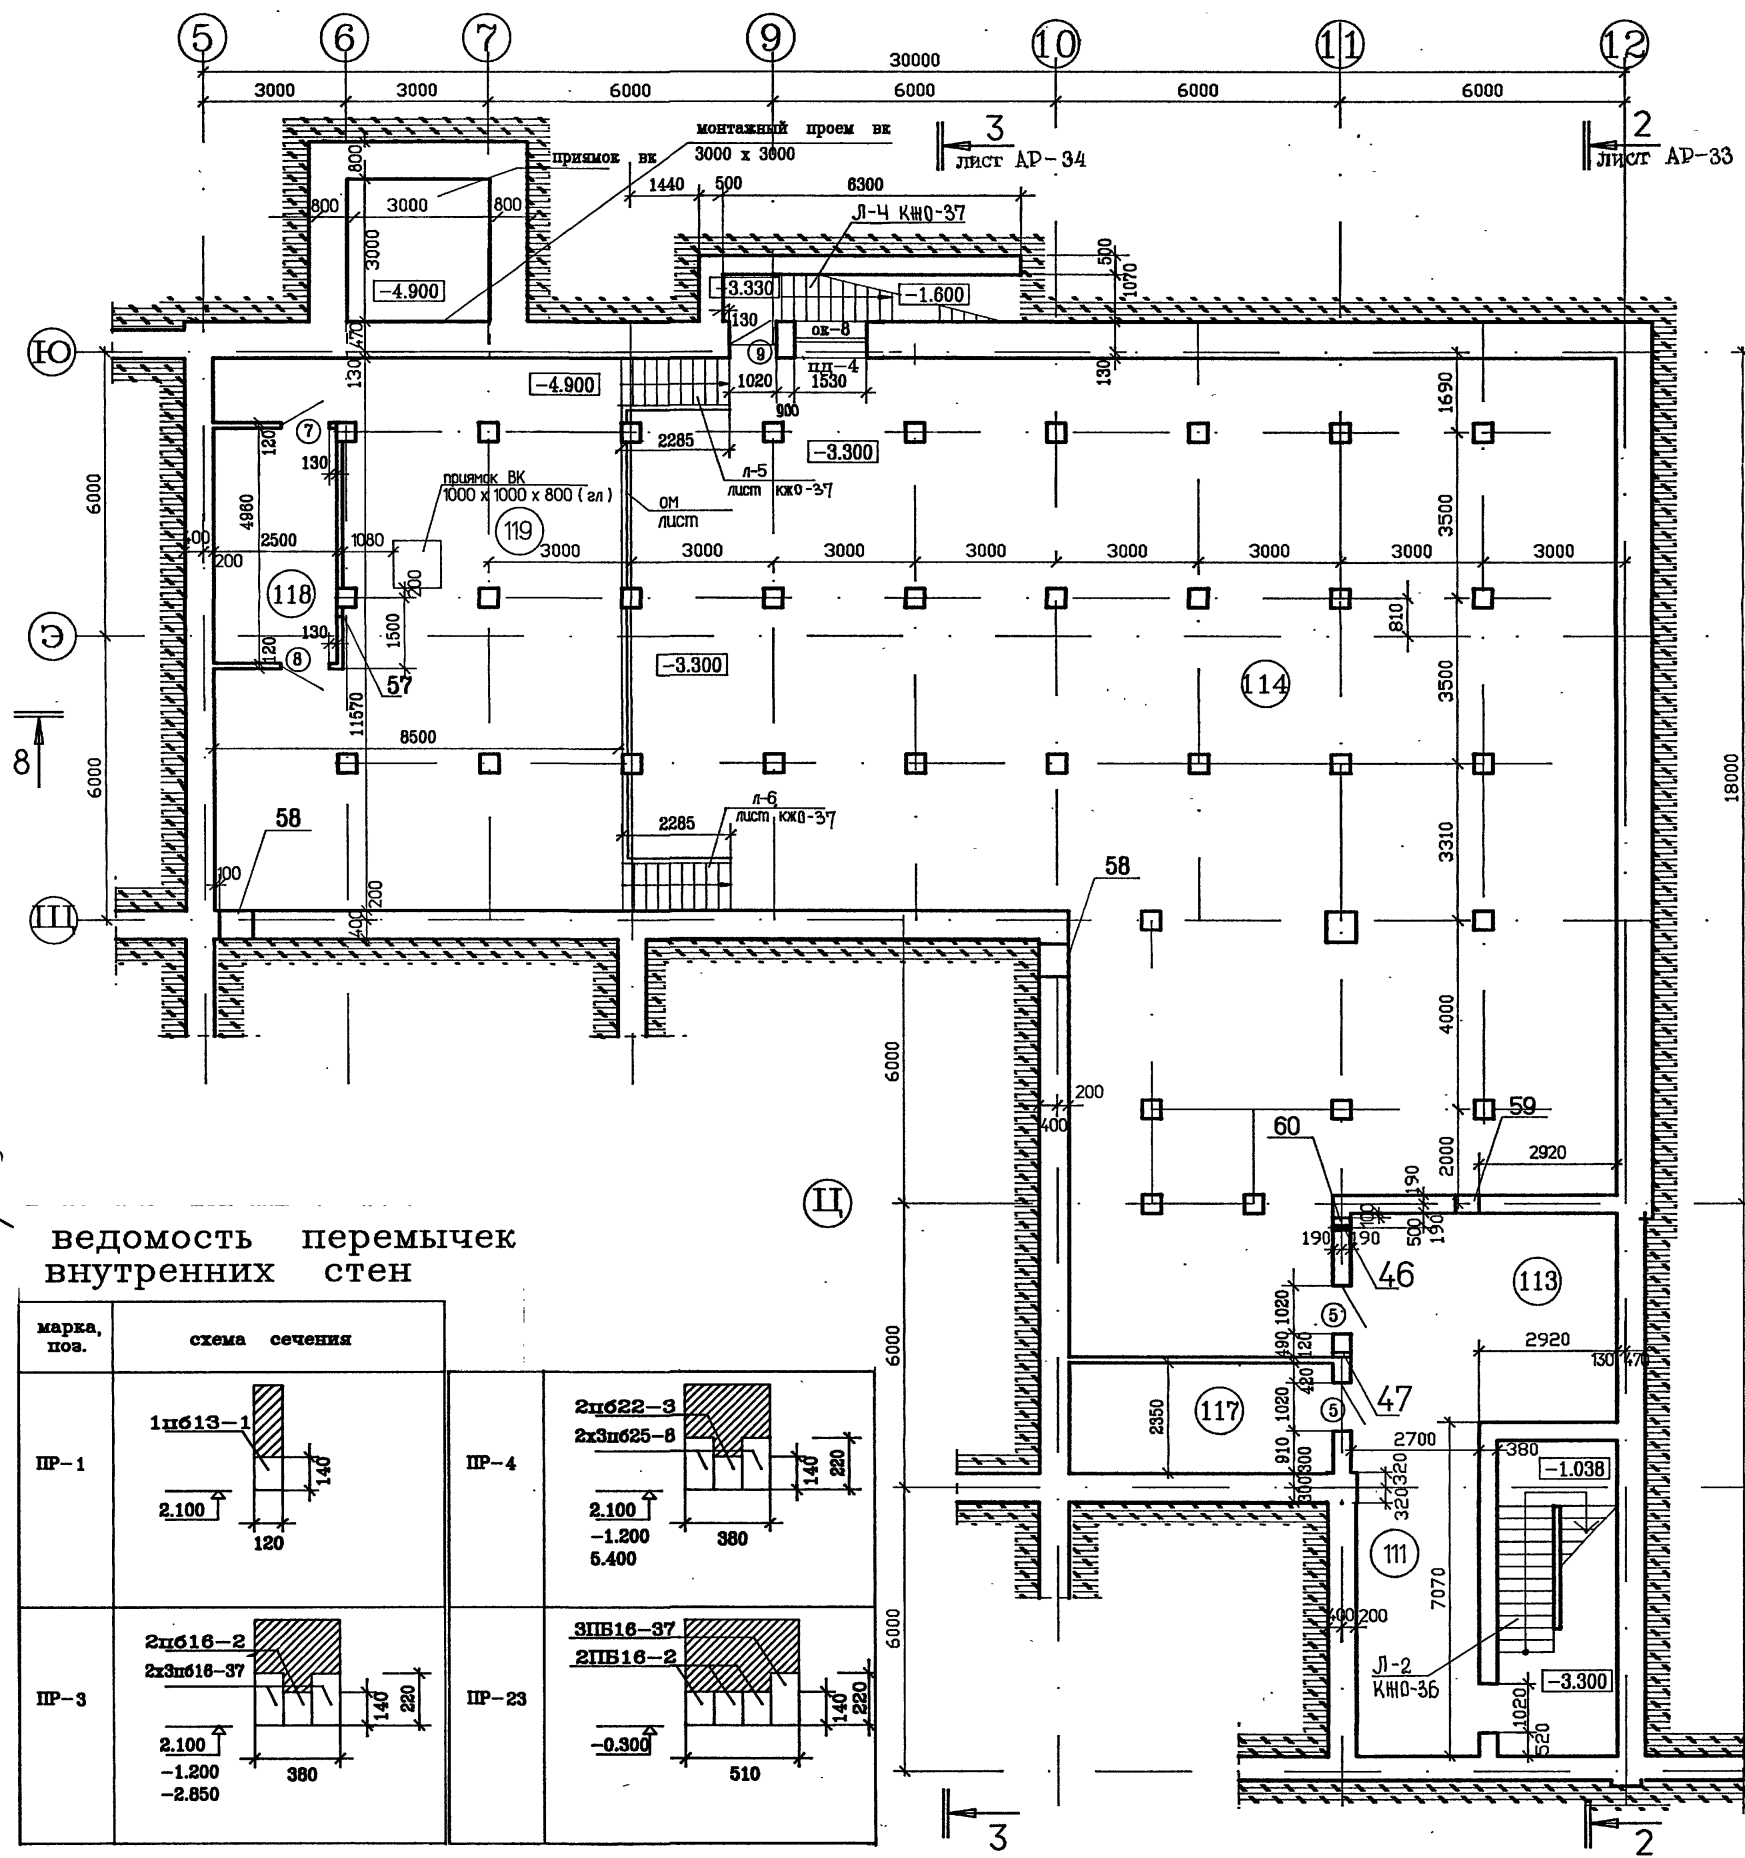 5 6 7 9 10 11 12
30000
3000 3000 6000 6000 6000 6000
монтажный проем вк
3000 х 3000
приямок вк
3
лист АР-34
2
лист АР-33
800
800 3000 800
3000
-4.900
1440 500 6300
Л-4 КЖО-37
500
1070
-3.330
-1.600
130
ок-8
9
пд-4
Ю
470
130
-4.900
1020 1530
900
130
1690
120
7
130
2285
-3.300
л-5
лист кжо-37
приямок ВК
1000 х 1000 х 800 (гл)
ом
лист
119
6000
4960
400
2500
1080
200
3000 3000 3000 3000 3000 3000 3000 3000
3500
118
200
1500
810
Э
130
120
8
57
-3.300
114
3500
11570
8
8500
6000
18000
58
2285
л-6
лист кжо-37
3310
58
100
200
400
Щ
6000
4000
200
400
60
59
2000
2920
190
Ц
100
500
190
190 190
46
113
1020
5
490
120
2920
130 470
6000
420
47
117
2350
1020
5
910
300
300
2700
380
320
320
-1.038
111
7070
400 200
6000
Л-2
КЖО-36
-3.300
1020
520
3
2
ведомость перемычек
внутренних стен
марка,
поз.
схема сечения
ПР-1
1пб13-1
140
2.100
120
ПР-4
2пб22-3
2х3пб25-8
140
220
2.100
-1.200
5.400
380
ПР-3
2пб16-2
2х3пб16-37
140
220
2.100
-1.200
-2.850
380
ПР-23
3ПБ16-37
2ПБ16-2
140
220
-0.300
510